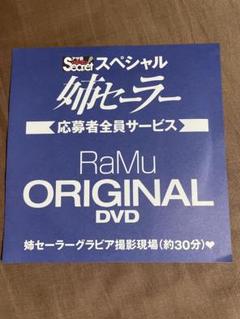 Secret スペシャル
姉セーラー
応募者全員サービス
RaMu
ORIGINAL
DVD
姉セーラーグラビア撮影現場(約30分)♥